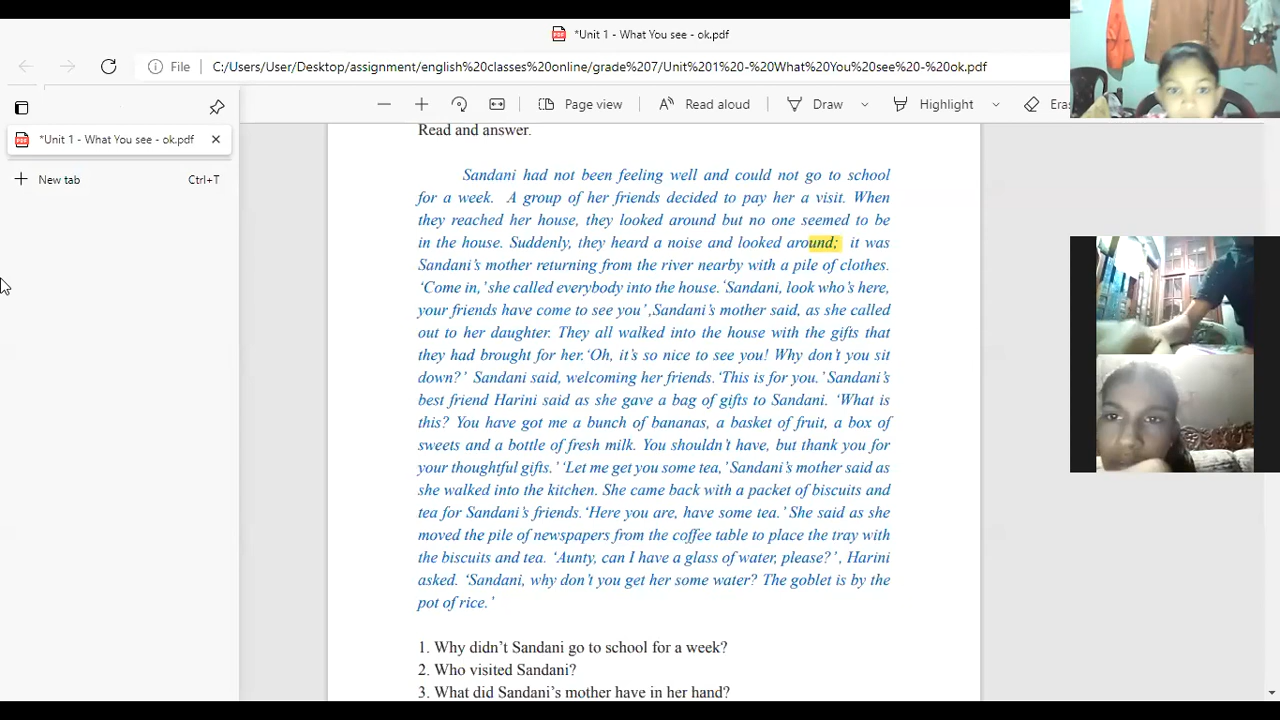 *Unit 1 - What You see - ok.pdf
File C:/Users/User/Desktop/assignment/english%20classes%20online/grade%207/Unit%201%20-%20What%20You%20see%20-%20ok.pdf
Page view Read aloud Draw Highlight Eras
*Unit 1 - What You see - ok.pdf
New tab Ctrl+T
Read and answer.
Sandani had not been feeling well and could not go to school
for a week. A group of her friends decided to pay her a visit. When
they reached her house, they looked around but no one seemed to be
in the house. Suddenly, they heard a noise and looked around; it was
Sandani's mother returning from the river nearby with a pile of clothes.
'Come in,' she called everybody into the house. 'Sandani, look who's here,
your friends have come to see you' ,Sandani's mother said, as she called
out to her daughter. They all walked into the house with the gifts that
they had brought for her. 'Oh, it's so nice to see you! Why don't you sit
down?' Sandani said, welcoming her friends. 'This is for you.' Sandani's
best friend Harini said as she gave a bag of gifts to Sandani. 'What is
this? You have got me a bunch of bananas, a basket of fruit, a box of
sweets and a bottle of fresh milk. You shouldn't have, but thank you for
your thoughtful gifts.' 'Let me get you some tea,' Sandani's mother said as
she walked into the kitchen. She came back with a packet of biscuits and
tea for Sandani's friends. 'Here you are, have some tea.' She said as she
moved the pile of newspapers from the coffee table to place the tray with
the biscuits and tea. 'Aunty, can I have a glass of water, please?', Harini
asked. 'Sandani, why don't you get her some water? The goblet is by the
pot of rice.'
1. Why didn't Sandani go to school for a week?
2. Who visited Sandani?
3. What did Sandani's mother have in her hand?